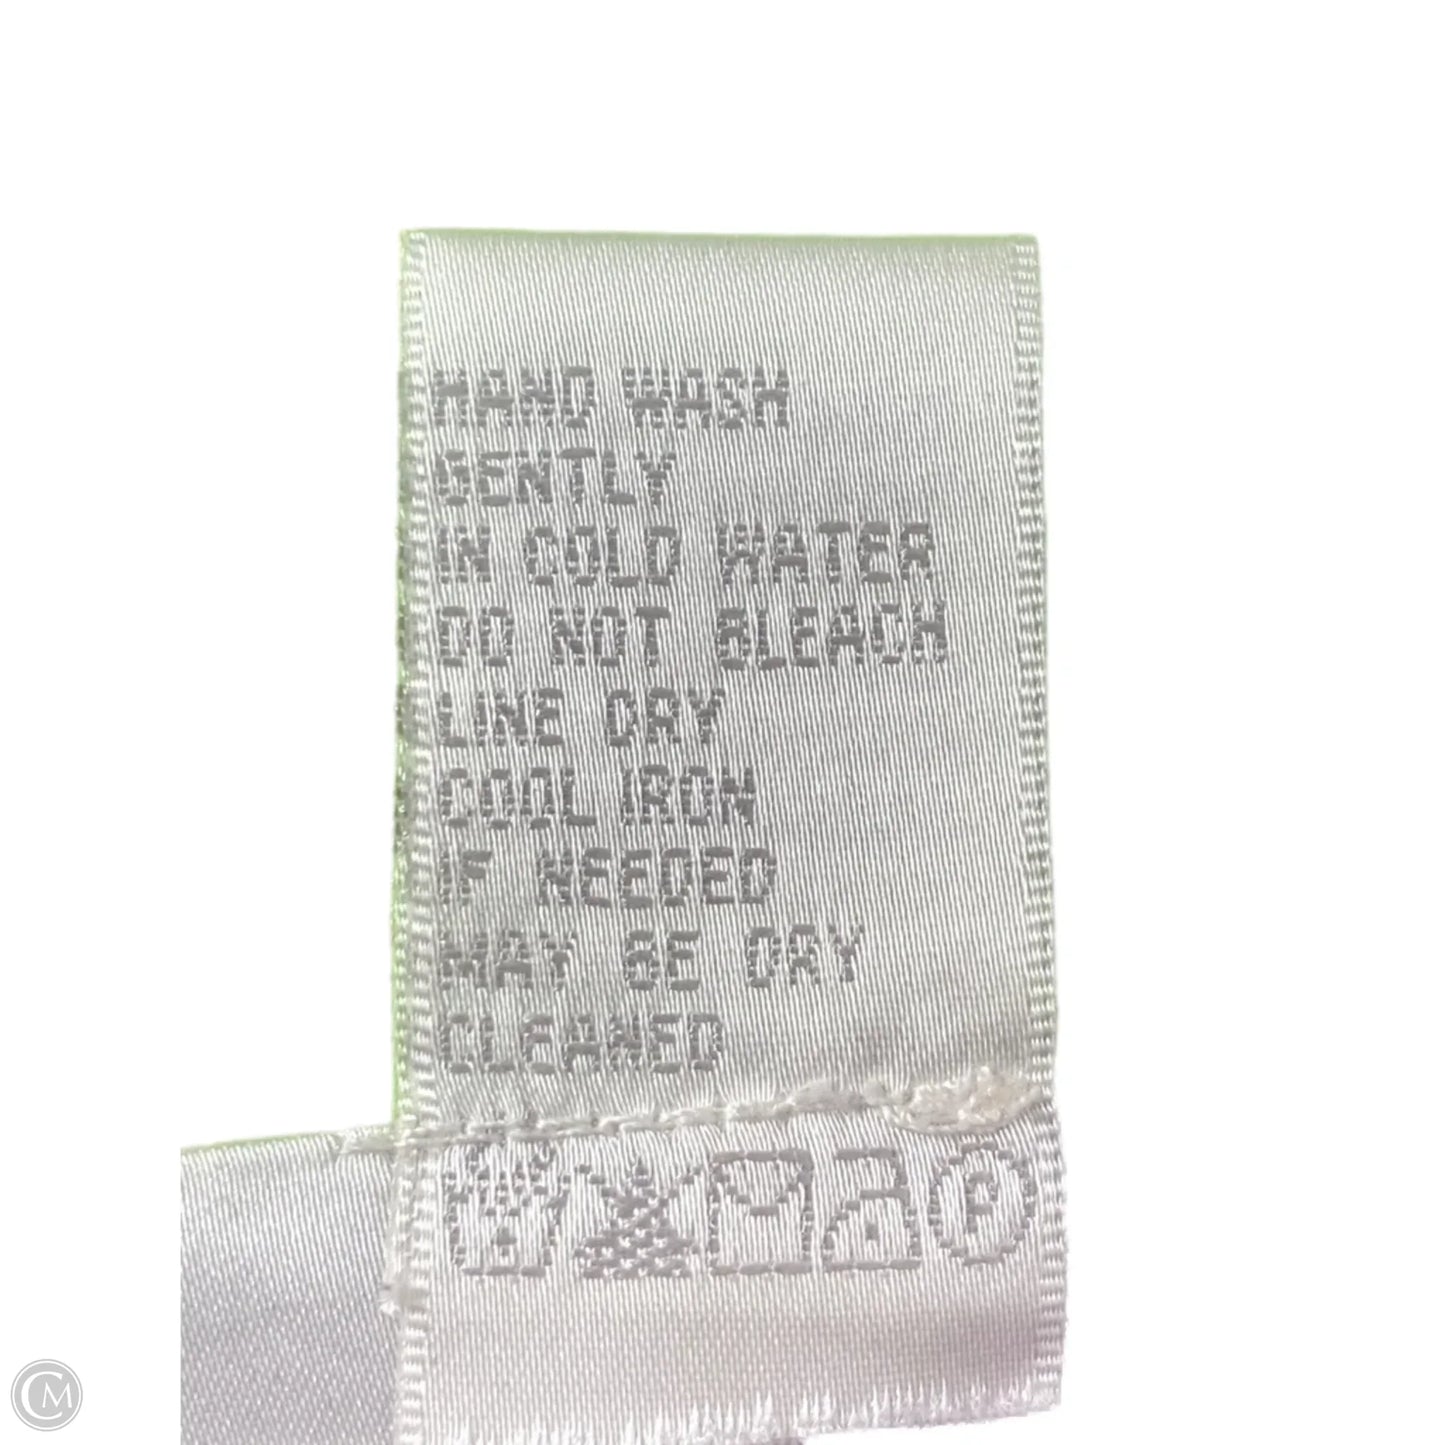 HAND WASH
GENTLY
IN COLD WATER
DO NOT BLEACH
LINE DRY
COOL IRON
IF NEEDED
MAY BE DRY
CLEANED
P
CM